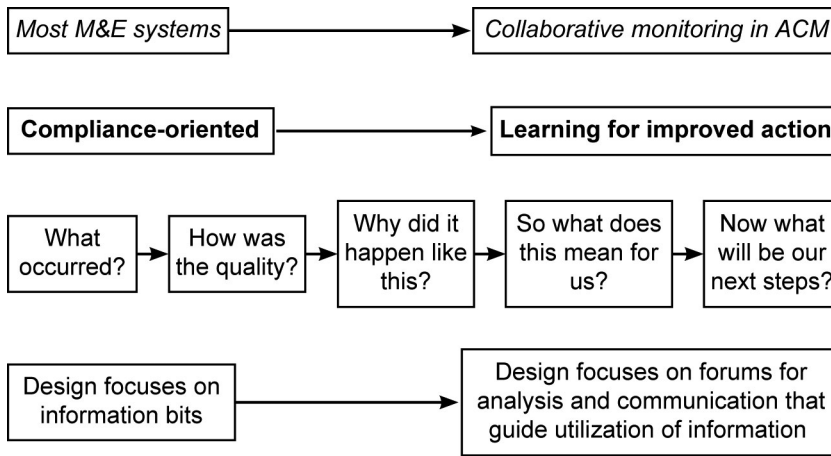 Most M&E systems
Collaborative monitoring in ACM
Compliance-oriented
Learning for improved action
What
occurred?
How was
the quality?
Why did it
happen like
this?
So what does
this mean for
us?
Now what
will be our
next steps?
Design focuses on
information bits
Design focuses on forums for
analysis and communication that
guide utilization of information